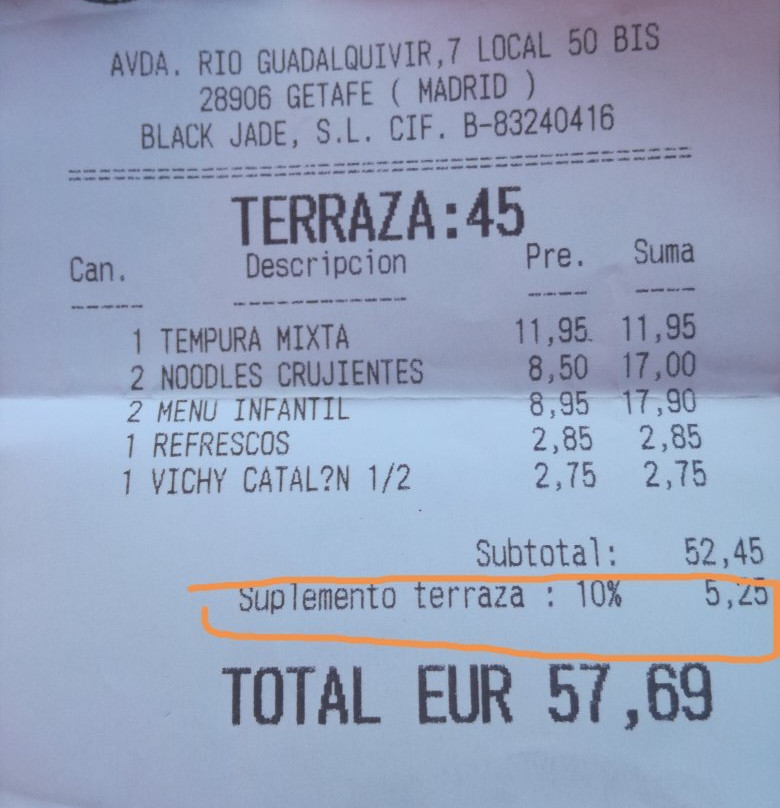 AVDA. RIO GUADALQUIVIR,7 LOCAL 50 BIS
28906 GETAFE ( MADRID )
BLACK JADE, S.L. CIF. B-83240416
TERRAZA:45
Can. Descripcion Pre. Suma
1 TEMPURA MIXTA 11,95 11,95
2 NOODLES CRUJIENTES 8,50 17,00
2 MENU INFANTIL 8,95 17,90
1 REFRESCOS 2,85 2,85
1 VICHY CATAL?N 1/2 2,75 2,75
Subtotal: 52,45
Suplemento terraza : 10% 5,25
TOTAL EUR 57,69